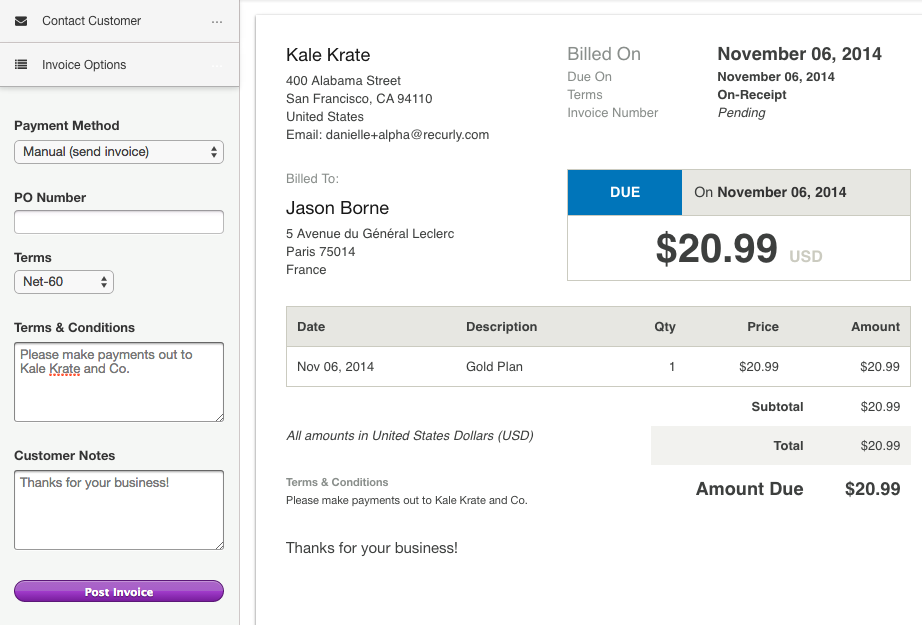 Contact Customer ...
Invoice Options
Payment Method
Manual (send invoice)
PO Number
Terms
Net-60
Terms & Conditions
Please make payments out to
Kale Krate and Co.
Customer Notes
Thanks for your business!
Post Invoice
Kale Krate
400 Alabama Street
San Francisco, CA 94110
United States
Email: danielle+alpha@recurly.com
Billed On November 06, 2014
Due On November 06, 2014
Terms On-Receipt
Invoice Number Pending
Billed To:
Jason Borne
5 Avenue du Général Leclerc
Paris 75014
France
DUE On November 06, 2014
$20.99 USD
Date Description Qty Price Amount
Nov 06, 2014 Gold Plan 1 $20.99 $20.99
Subtotal $20.99
All amounts in United States Dollars (USD)
Total $20.99
Terms & Conditions
Please make payments out to Kale Krate and Co.
Amount Due $20.99
Thanks for your business!